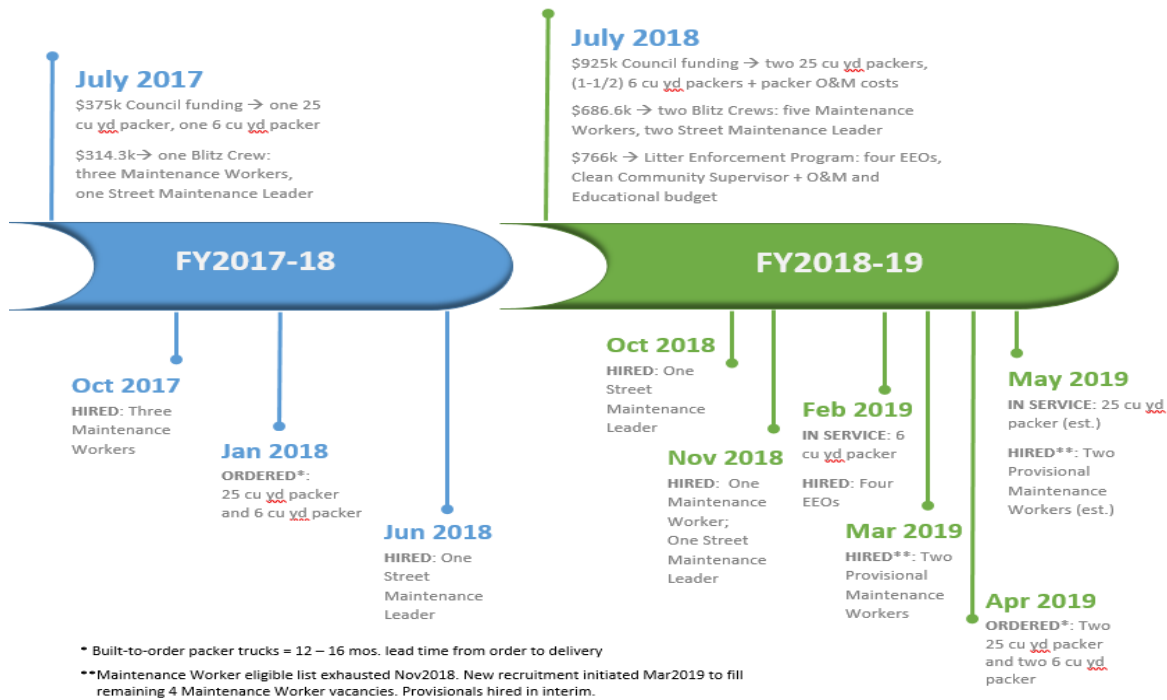 July 2017
$375k Council funding → one 25
cu yd packer, one 6 cu yd packer
$314.3k→ one Blitz Crew:
three Maintenance Workers,
one Street Maintenance Leader
July 2018
$925k Council funding → two 25 cu yd packers,
(1-1/2) 6 cu yd packers + packer O&M costs
$686.6k → two Blitz Crews: five Maintenance
Workers, two Street Maintenance Leader
$766k → Litter Enforcement Program: four EEOs,
Clean Community Supervisor + O&M and
Educational budget
FY2017-18
FY2018-19
Oct 2017
HIRED: Three
Maintenance
Workers
Jan 2018
ORDERED*:
25 cu yd packer
and 6 cu yd packer
Jun 2018
HIRED: One
Street
Maintenance
Leader
Oct 2018
HIRED: One
Street
Maintenance
Leader
Nov 2018
HIRED: One
Maintenance
Worker;
One Street
Maintenance
Leader
Feb 2019
IN SERVICE: 6
cu yd packer
HIRED: Four
EEOs
Mar 2019
HIRED**: Two
Provisional
Maintenance
Workers
Apr 2019
ORDERED*: Two
25 cu yd packer
and two 6 cu yd
packer
May 2019
IN SERVICE: 25 cu yd
packer (est.)
HIRED**: Two
Provisional
Maintenance
Workers (est.)
* Built-to-order packer trucks = 12 – 16 mos. lead time from order to delivery
**Maintenance Worker eligible list exhausted Nov2018. New recruitment initiated Mar2019 to fill
remaining 4 Maintenance Worker vacancies. Provisionals hired in interim.